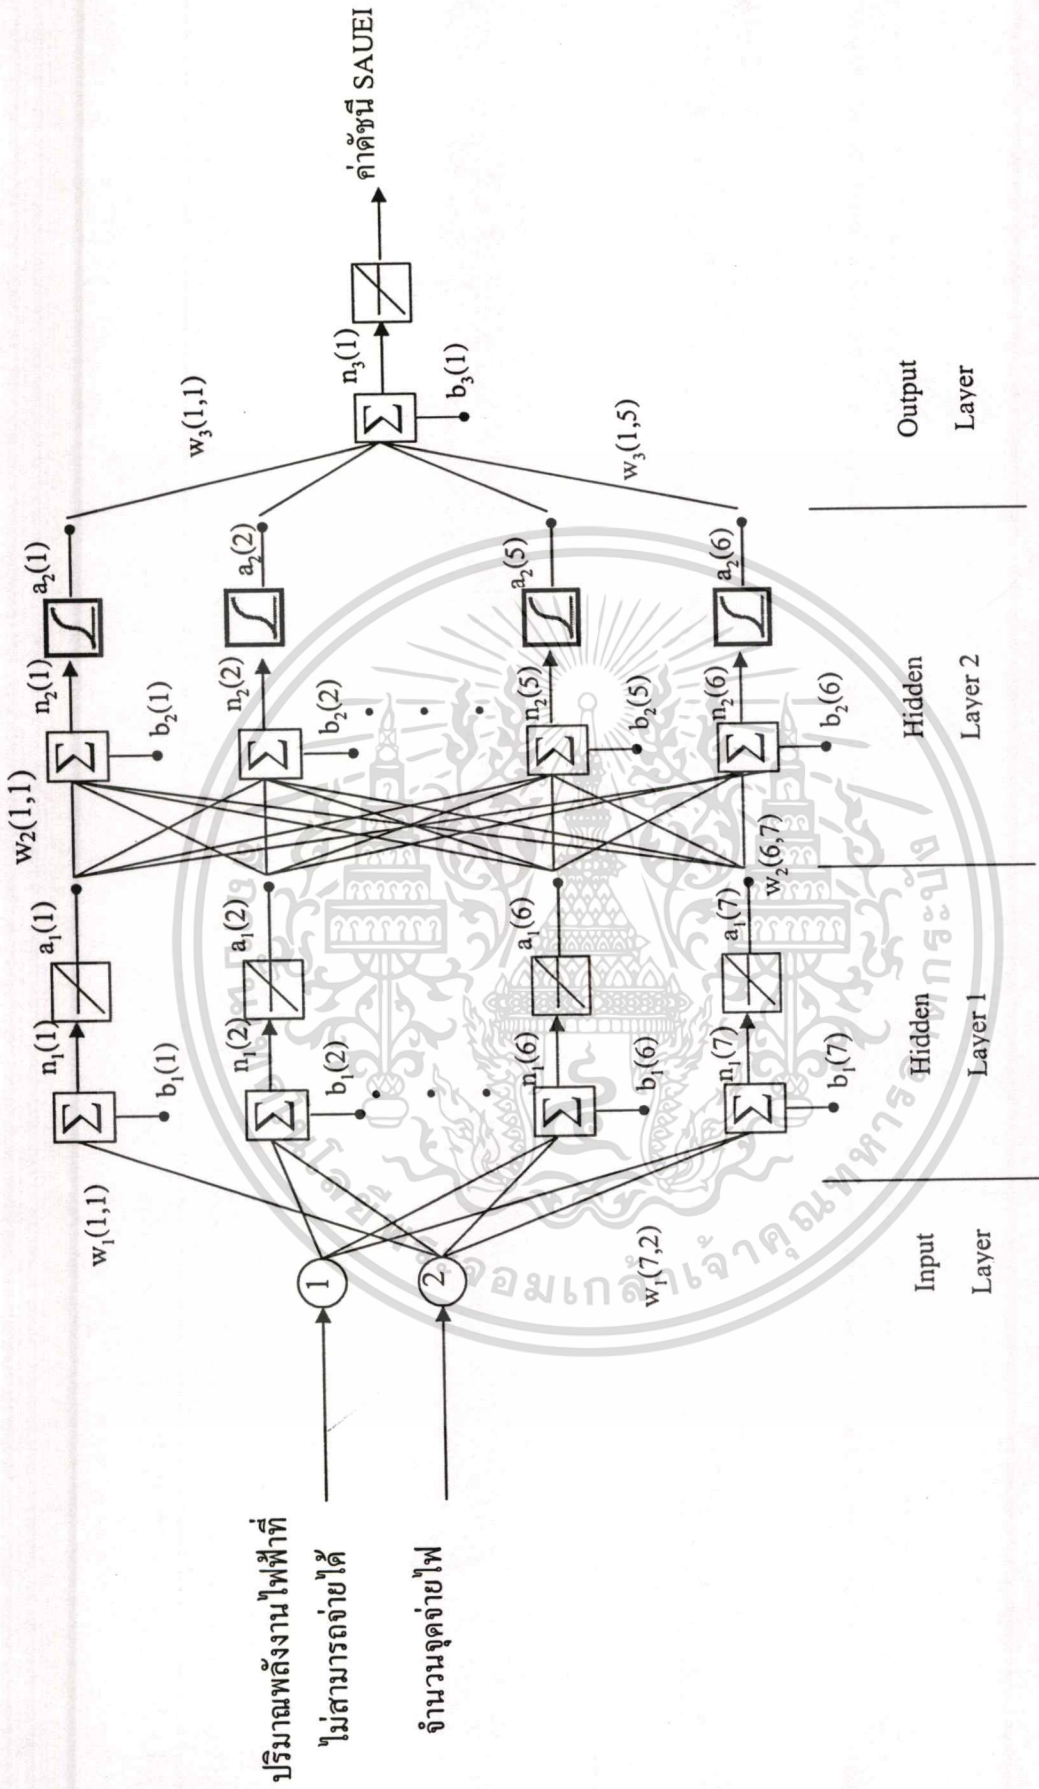 ปริมาณพลังงานไฟฟ้าที่
ไม่สามารถจ่ายได้
จำนวนจุดจ่ายไฟ
1
2
w₁(1,1)
w₁(7,2)
Σ
n₁(1)
a₁(1)
b₁(1)
Σ
n₁(2)
a₁(2)
b₁(2)
Σ
n₁(6)
a₁(6)
b₁(6)
Σ
n₁(7)
a₁(7)
b₁(7)
w₂(1,1)
w₂(6,7)
Σ
n₂(1)
a₂(1)
b₂(1)
Σ
n₂(2)
a₂(2)
b₂(2)
Σ
n₂(5)
a₂(5)
b₂(5)
Σ
n₂(6)
a₂(6)
b₂(6)
w₃(1,1)
w₃(1,5)
Σ
n₃(1)
b₃(1)
ค่าดัชนี SAUEI
Input
Layer
Hidden
Layer 1
Hidden
Layer 2
Output
Layer